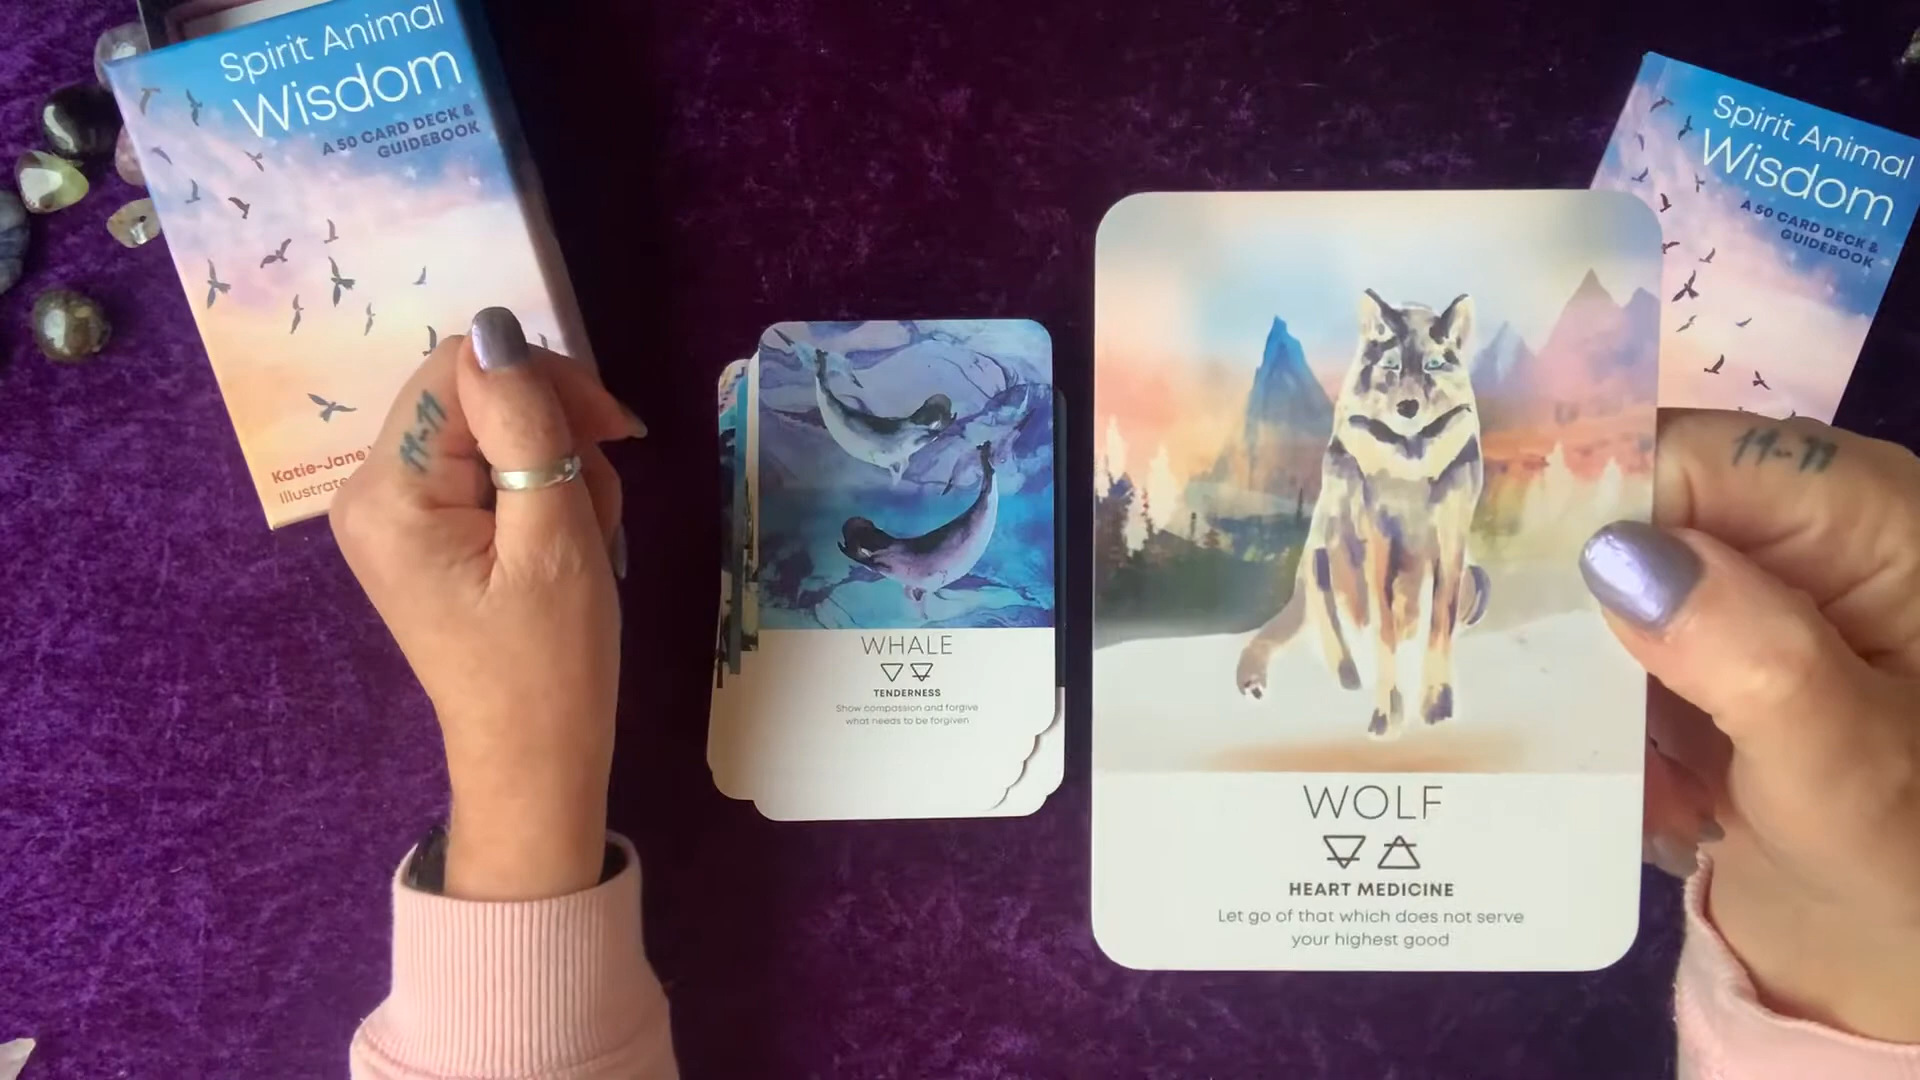 Spirit Animal
Wisdom
A 50 CARD DECK &
GUIDEBOOK
Katie-Jane
Illustrate
WHALE
TENDERNESS
Show compassion and forgive
what needs to be forgiven
WOLF
HEART MEDICINE
Let go of that which does not serve
your highest good
Spirit Animal
Wisdom
A 50 CARD DECK &
GUIDEBOOK